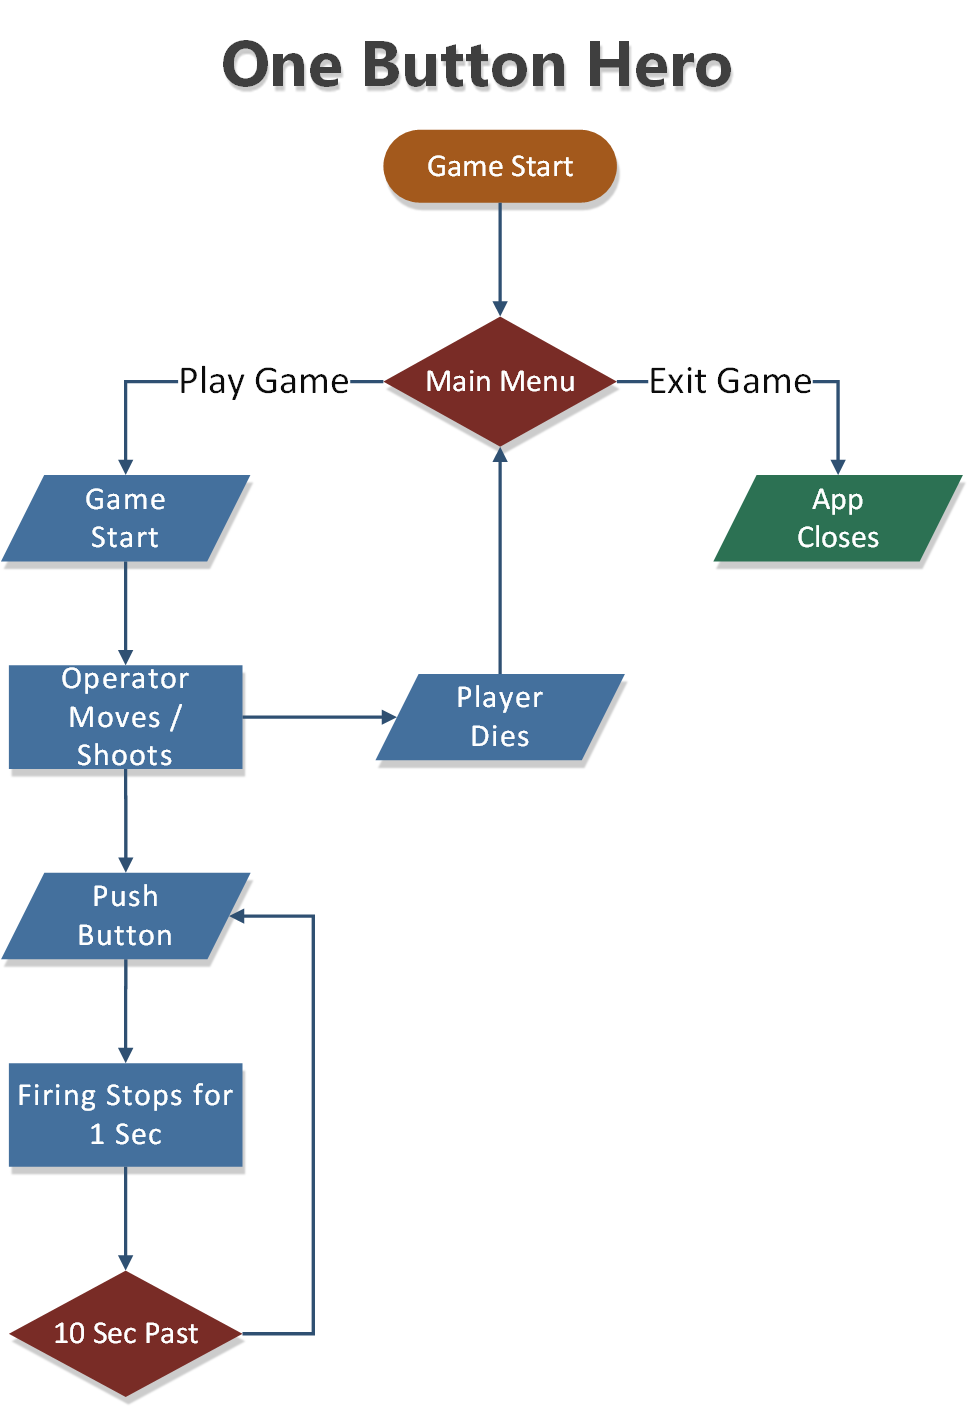 One Button Hero
Game Start
Play Game
Main Menu
Exit Game
Game
Start
App
Closes
Operator
Moves /
Shoots
Player
Dies
Push
Button
Firing Stops for
1 Sec
10 Sec Past